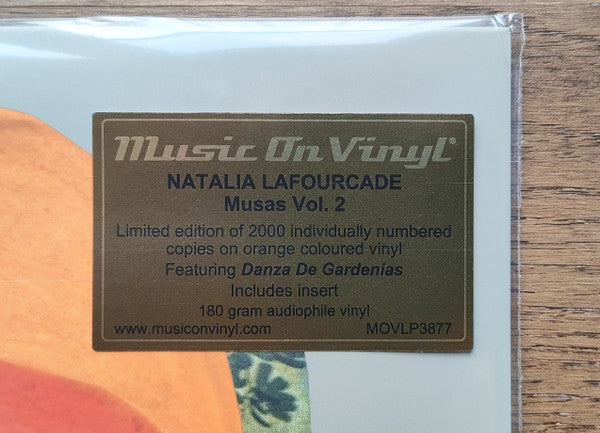 Music On Vinyl®
NATALIA LAFOURCADE
Musas Vol. 2
Limited edition of 2000 individually numbered
copies on orange coloured vinyl
Featuring Danza De Gardenias
Includes insert
180 gram audiophile vinyl
www.musiconvinyl.com MOVLP3877